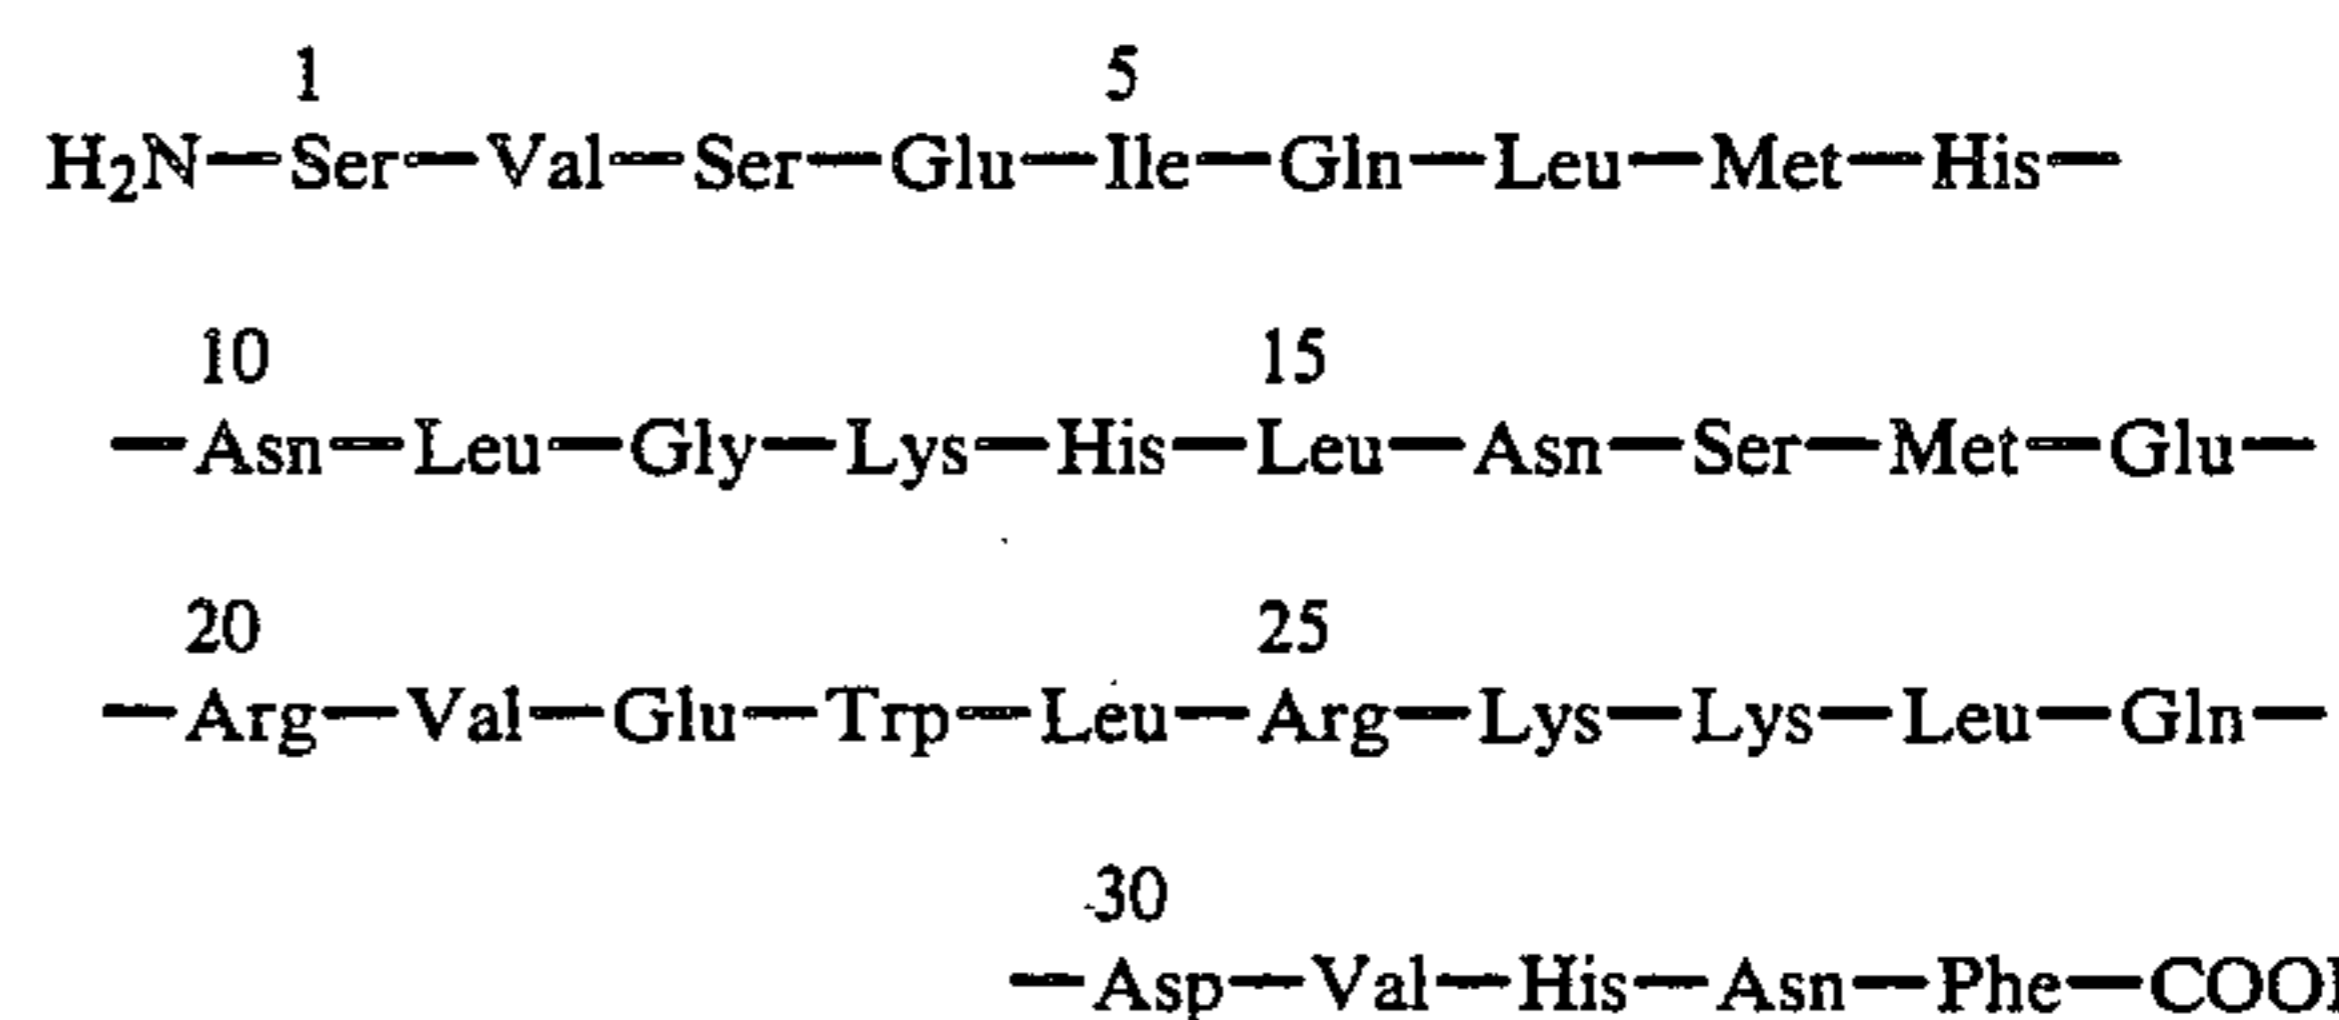 1 5
H₂N—Ser—Val—Ser—Glu—Ile—Gln—Leu—Met—His—
10 15
—Asn—Leu—Gly—Lys—His—Leu—Asn—Ser—Met—Glu—
20 25
—Arg—Val—Glu—Trp—Leu—Arg—Lys—Lys—Leu—Gln—
30
—Asp—Val—His—Asn—Phe—COO